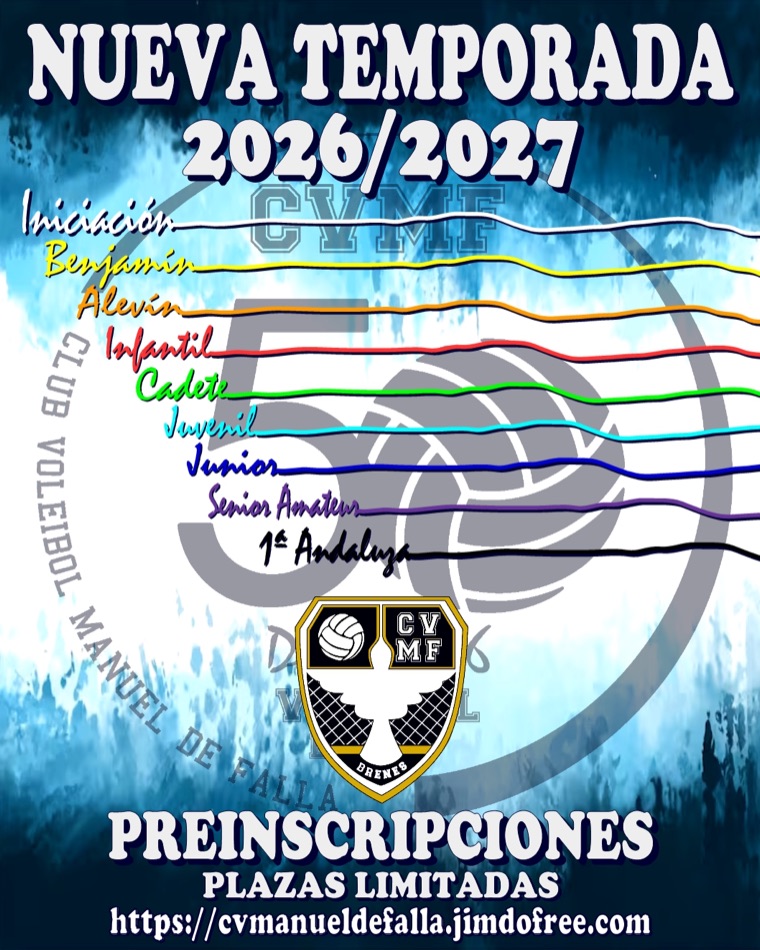 NUEVA TEMPORADA
2026/2027
CVMF
Iniciación
Benjamín
Alevín
Infantil
Cadete
Juvenil
Junior
Senior Amateur
1ª Andaluza
50
CLUB VOLEIBOL MANUEL DE FALLA
CV
MF
BRENES
PREINSCRIPCIONES
PLAZAS LIMITADAS
https://cvmanueldefalla.jimdofree.com